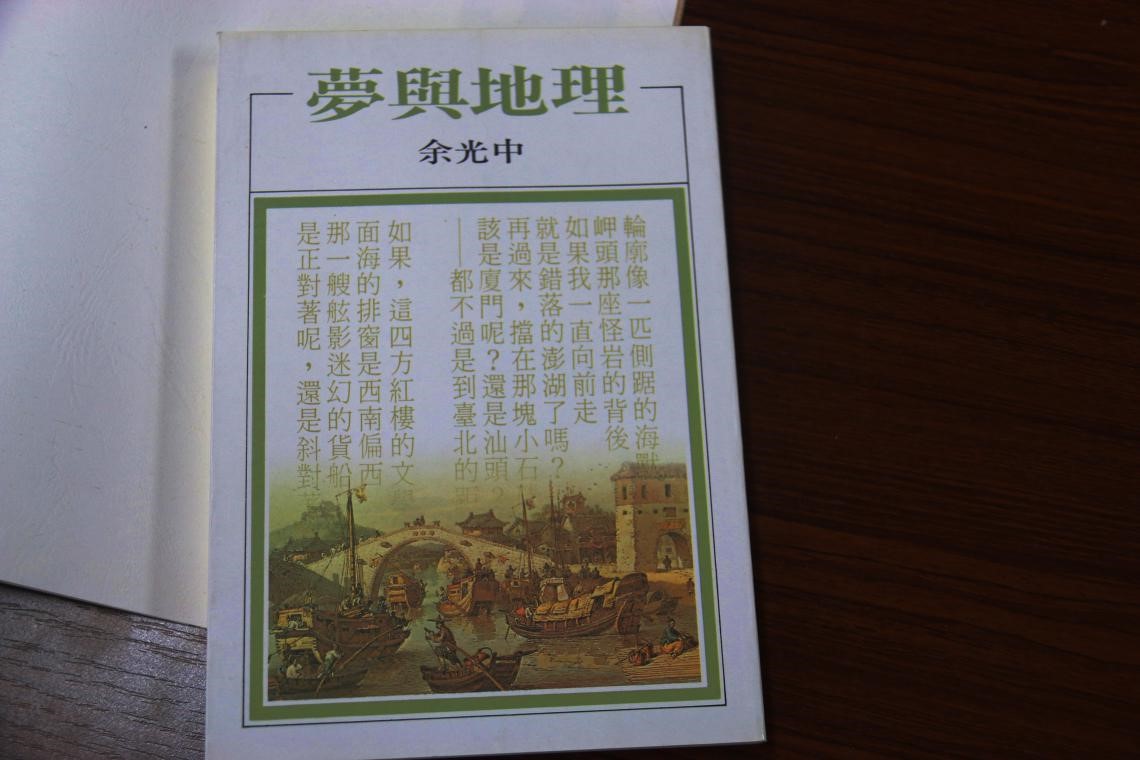 夢與地理
余光中
輪廓像一匹側踞的海獸
岬頭那座怪岩的背後
如果我一直向前走
就是錯落的澎湖了嗎？
再過來，擋在那塊小石
該是廈門呢？還是汕頭？
——都不過是到臺北的
如果，這四方紅樓的文學
面海的排窗是西南偏西
那一艘舷影迷幻的貨船
是正對著呢，還是斜對